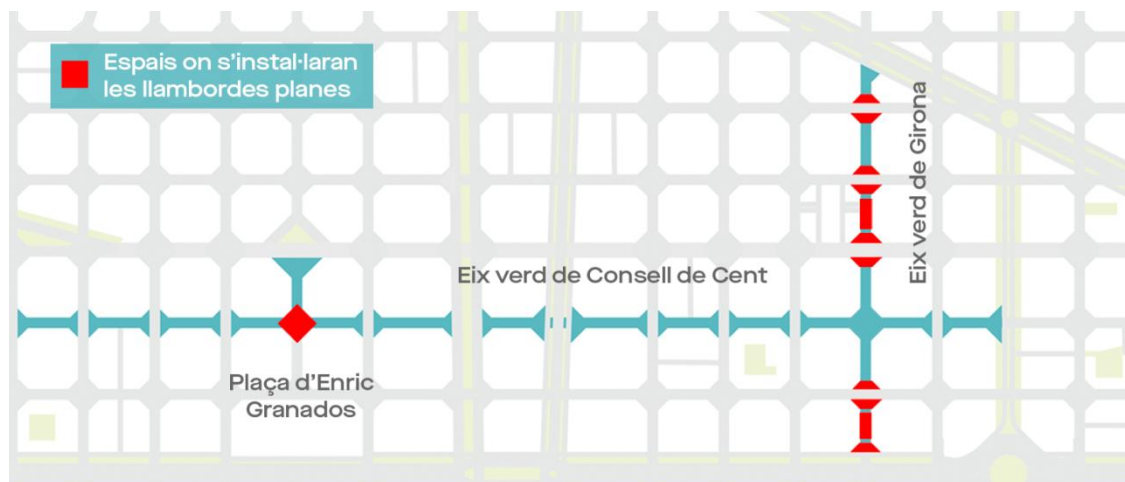 Espais on s'instal·laran
les llambordes planes
Eix verd de Girona
Eix verd de Consell de Cent
Plaça d'Enric
Granados